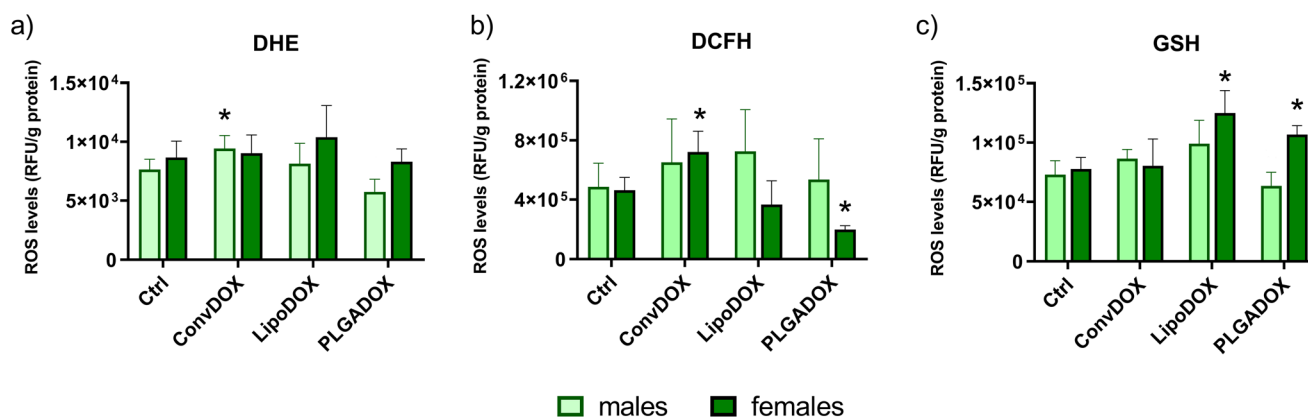 a)
DHE
ROS levels (RFU/g protein)
1.5×10⁴
1×10⁴
5×10³
0
Ctrl
ConvDOX
LipoDOX
PLGADOX
*
b)
DCFH
ROS levels (RFU/g protein)
1.2×10⁶
8×10⁵
4×10⁵
0
Ctrl
ConvDOX
LipoDOX
PLGADOX
*
*
c)
GSH
ROS levels (RFU/g protein)
1.5×10⁵
1×10⁵
5×10⁴
0
Ctrl
ConvDOX
LipoDOX
PLGADOX
*
*
males
females